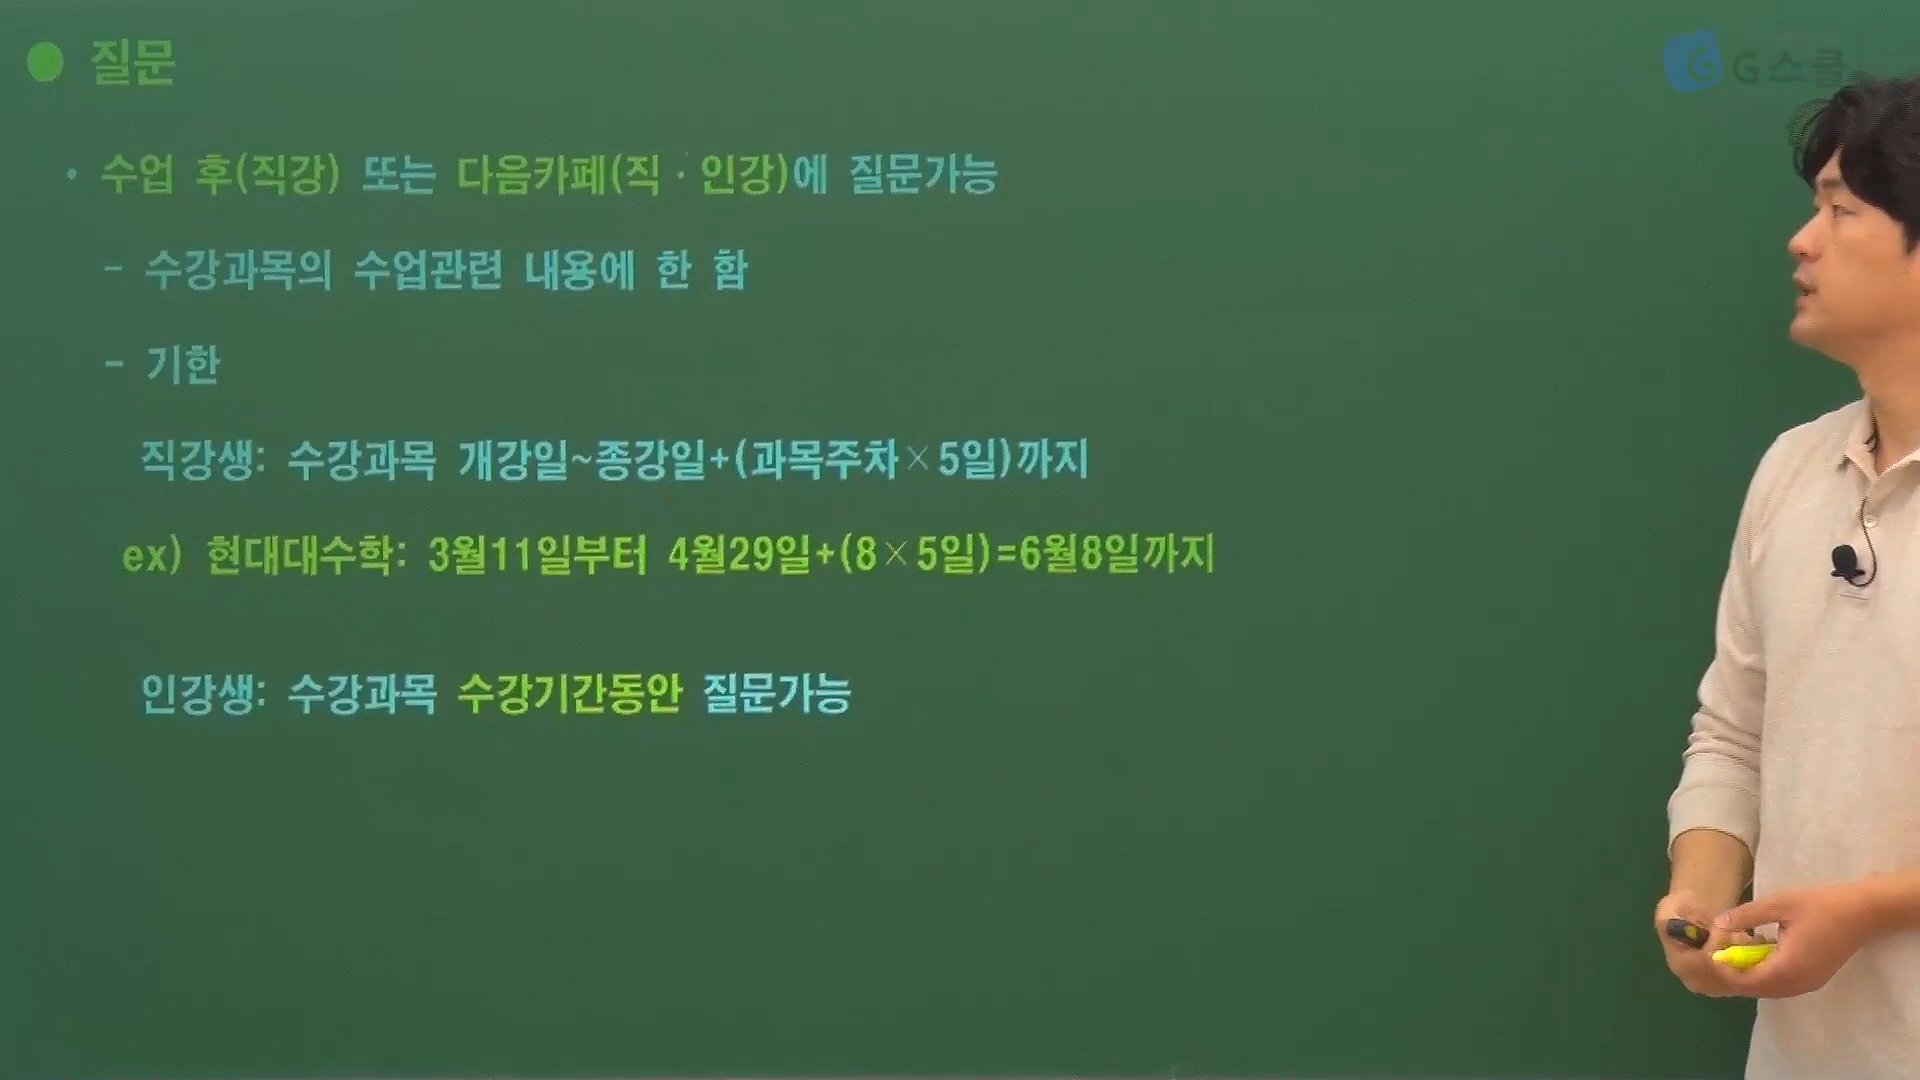 ● 질문
G스쿨
· 수업 후(직강) 또는 다음카페(직·인강)에 질문가능
- 수강과목의 수업관련 내용에 한 함
- 기한
직강생: 수강과목 개강일~종강일+(과목주차×5일)까지
ex) 현대대수학: 3월11일부터 4월29일+(8×5일)=6월8일까지
인강생: 수강과목 수강기간동안 질문가능